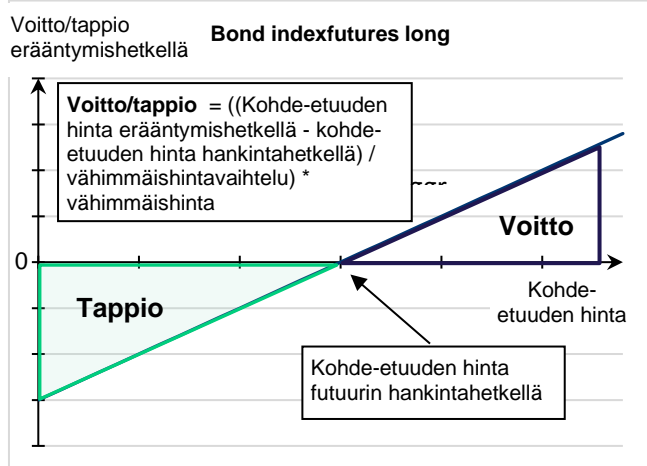 Voitto/tappio
erääntymishetkellä
Bond indexfutures long
Voitto/tappio = ((Kohde-etuuden
hinta erääntymishetkellä - kohde-
etuuden hinta hankintahetkellä) /
vähimmäishintavaihtelu) *
vähimmäishinta
Voitto
0
Kohde-
etuuden hinta
Tappio
Kohde-etuuden hinta
futuurin hankintahetkellä